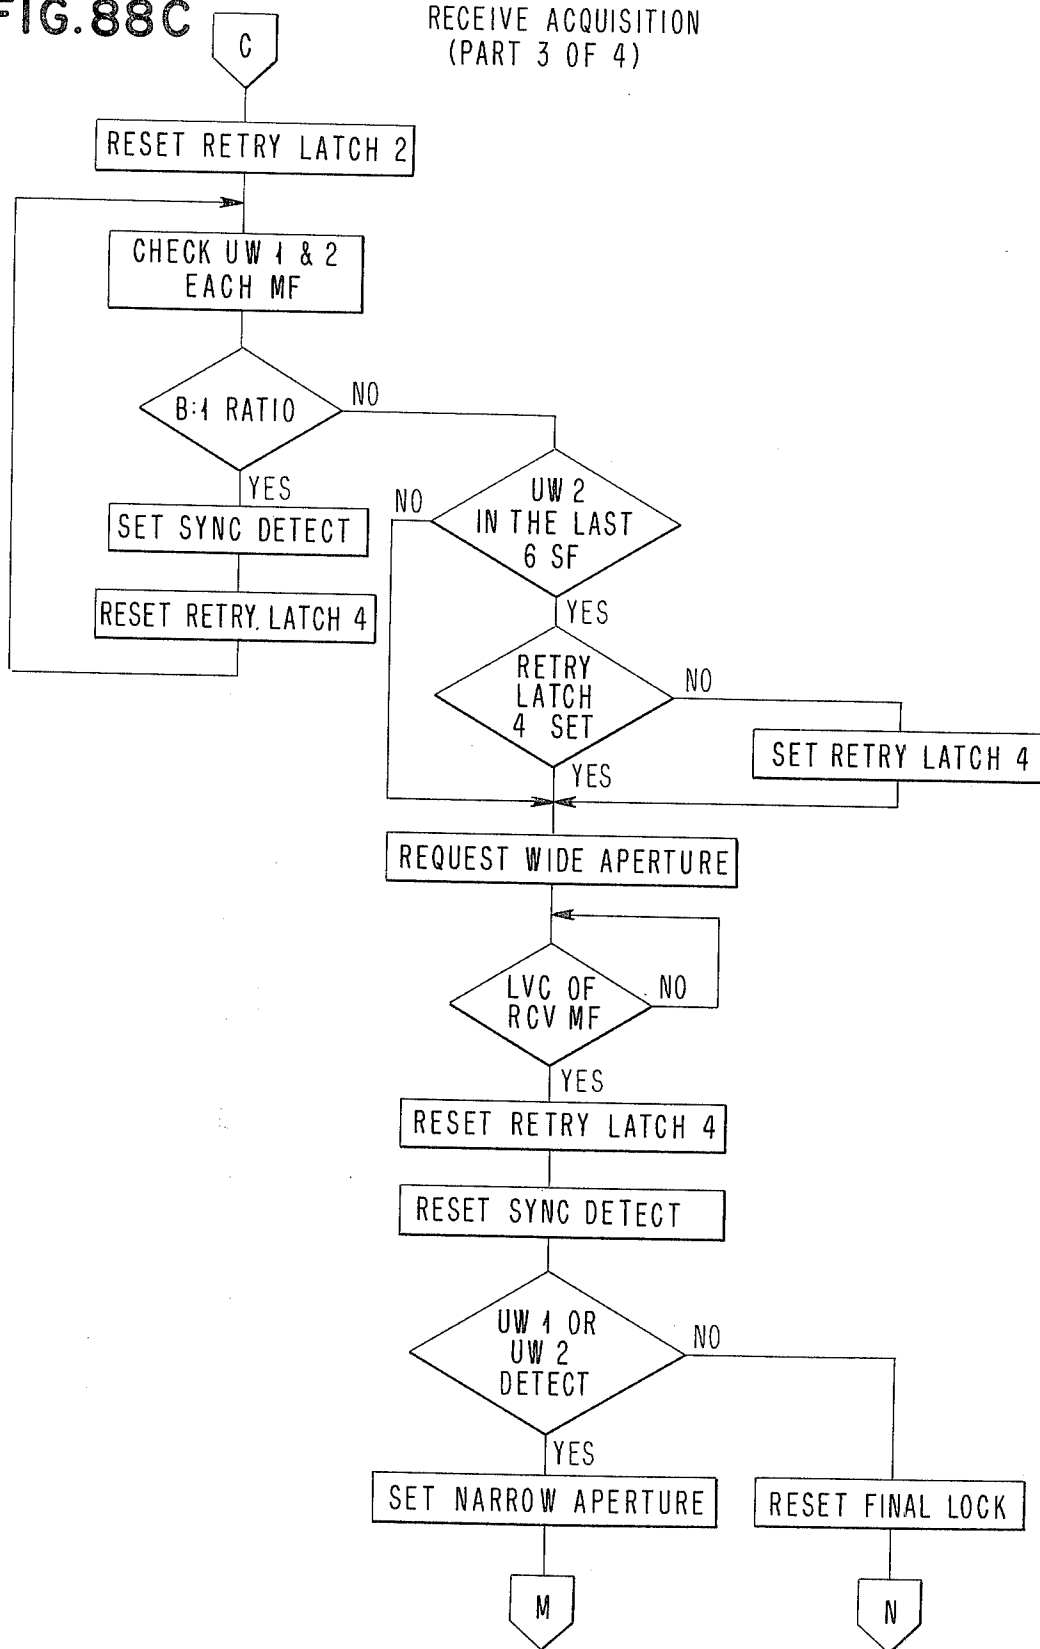 FIG.88C
RECEIVE ACQUISITION
(PART 3 OF 4)
C
RESET RETRY LATCH 2
CHECK UW 1 & 2
EACH MF
B:1 RATIO
NO
YES
SET SYNC DETECT
RESET RETRY LATCH 4
UW 2
IN THE LAST
6 SF
NO
YES
RETRY
LATCH
4 SET
NO
SET RETRY LATCH 4
YES
REQUEST WIDE APERTURE
LVC OF
RCV MF
NO
YES
RESET RETRY LATCH 4
RESET SYNC DETECT
UW 1 OR
UW 2
DETECT
NO
YES
SET NARROW APERTURE
RESET FINAL LOCK
M
N